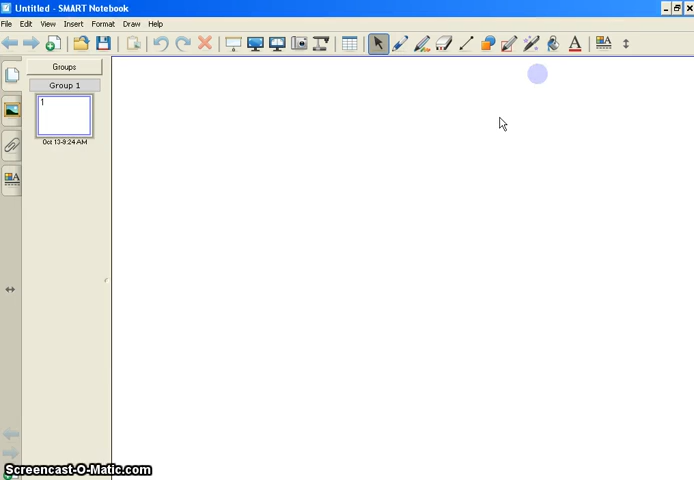 Untitled - SMART Notebook
File Edit View Insert Format Draw Help
Groups
Group 1
1
Oct 13-8:24 AM
Screencast-O-Matic.com